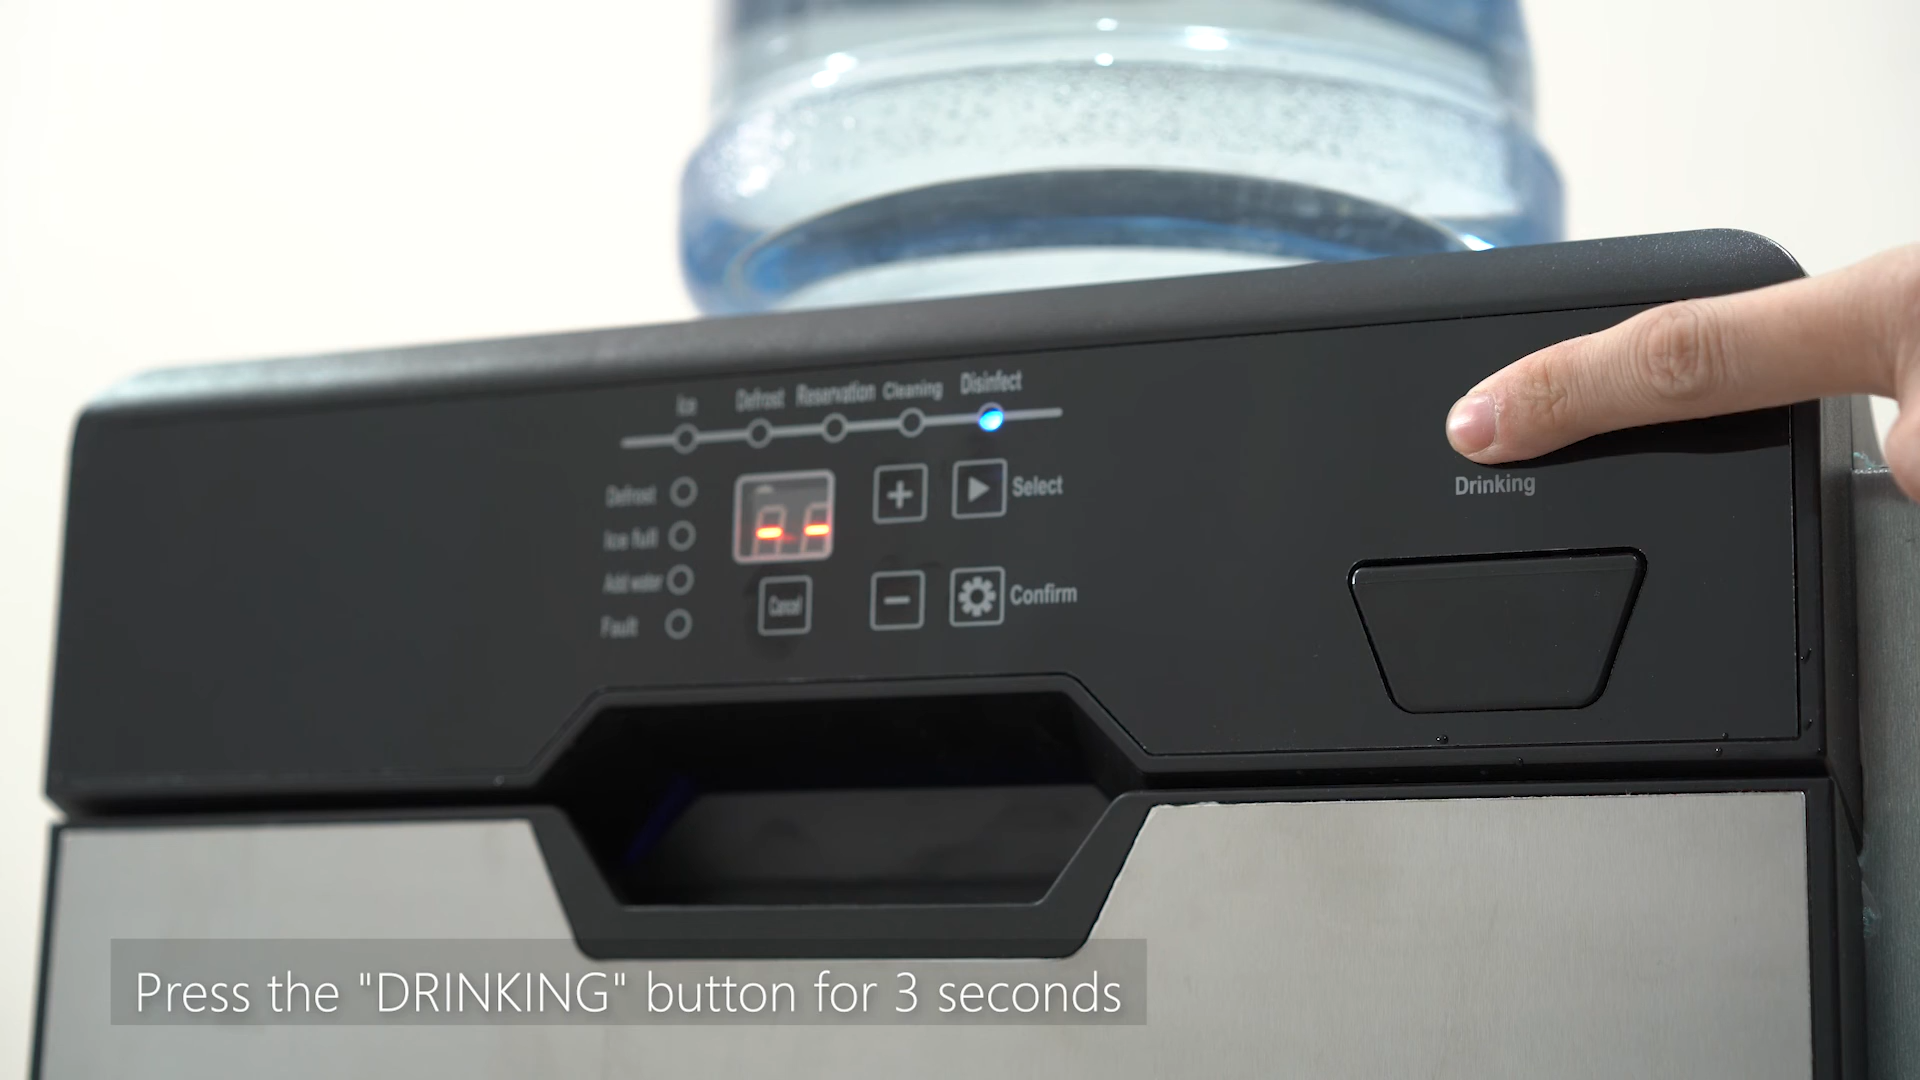 Ice Defrost Reservation Cleaning Disinfect
Defrost
Ice full
Add water
Fault
Cancel
Select
Confirm
Drinking
Press the "DRINKING" button for 3 seconds